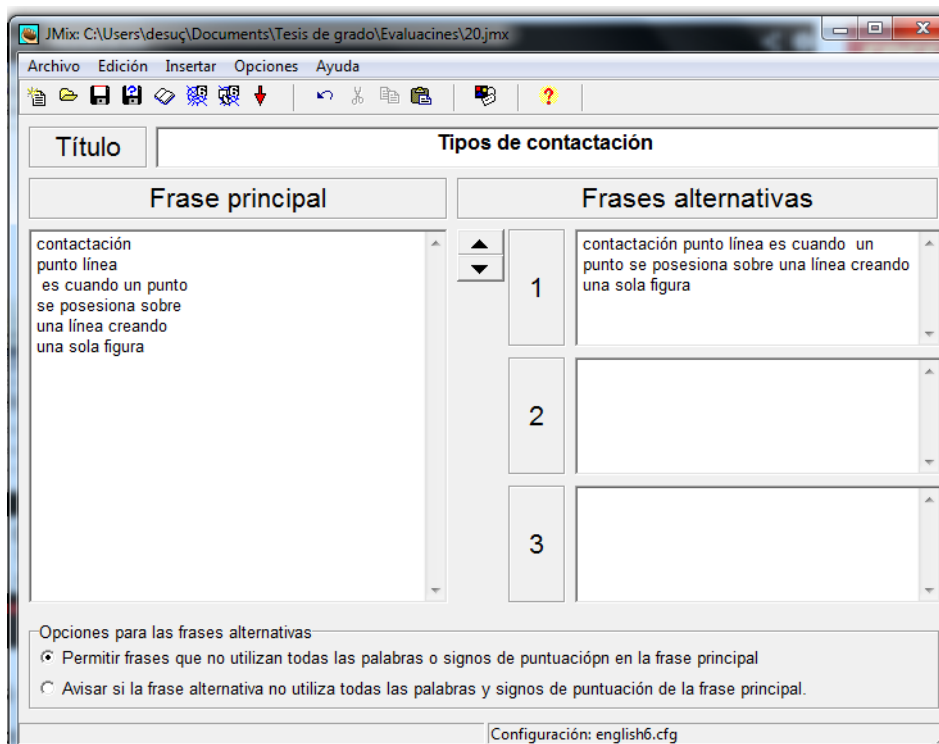 JMix: C:\Users\desuç\Documents\Tesis de grado\Evaluacines\20.jmx
Archivo Edición Insertar Opciones Ayuda
Título
Tipos de contactación
Frase principal
Frases alternativas
contactación
punto línea
es cuando un punto
se posesiona sobre
una línea creando
una sola figura
1
contactación punto línea es cuando un
punto se posesiona sobre una línea creando
una sola figura
2
3
Opciones para las frases alternativas
Permitir frases que no utilizan todas las palabras o signos de puntuaciópn en la frase principal
Avisar si la frase alternativa no utiliza todas las palabras y signos de puntuación de la frase principal.
Configuración: english6.cfg